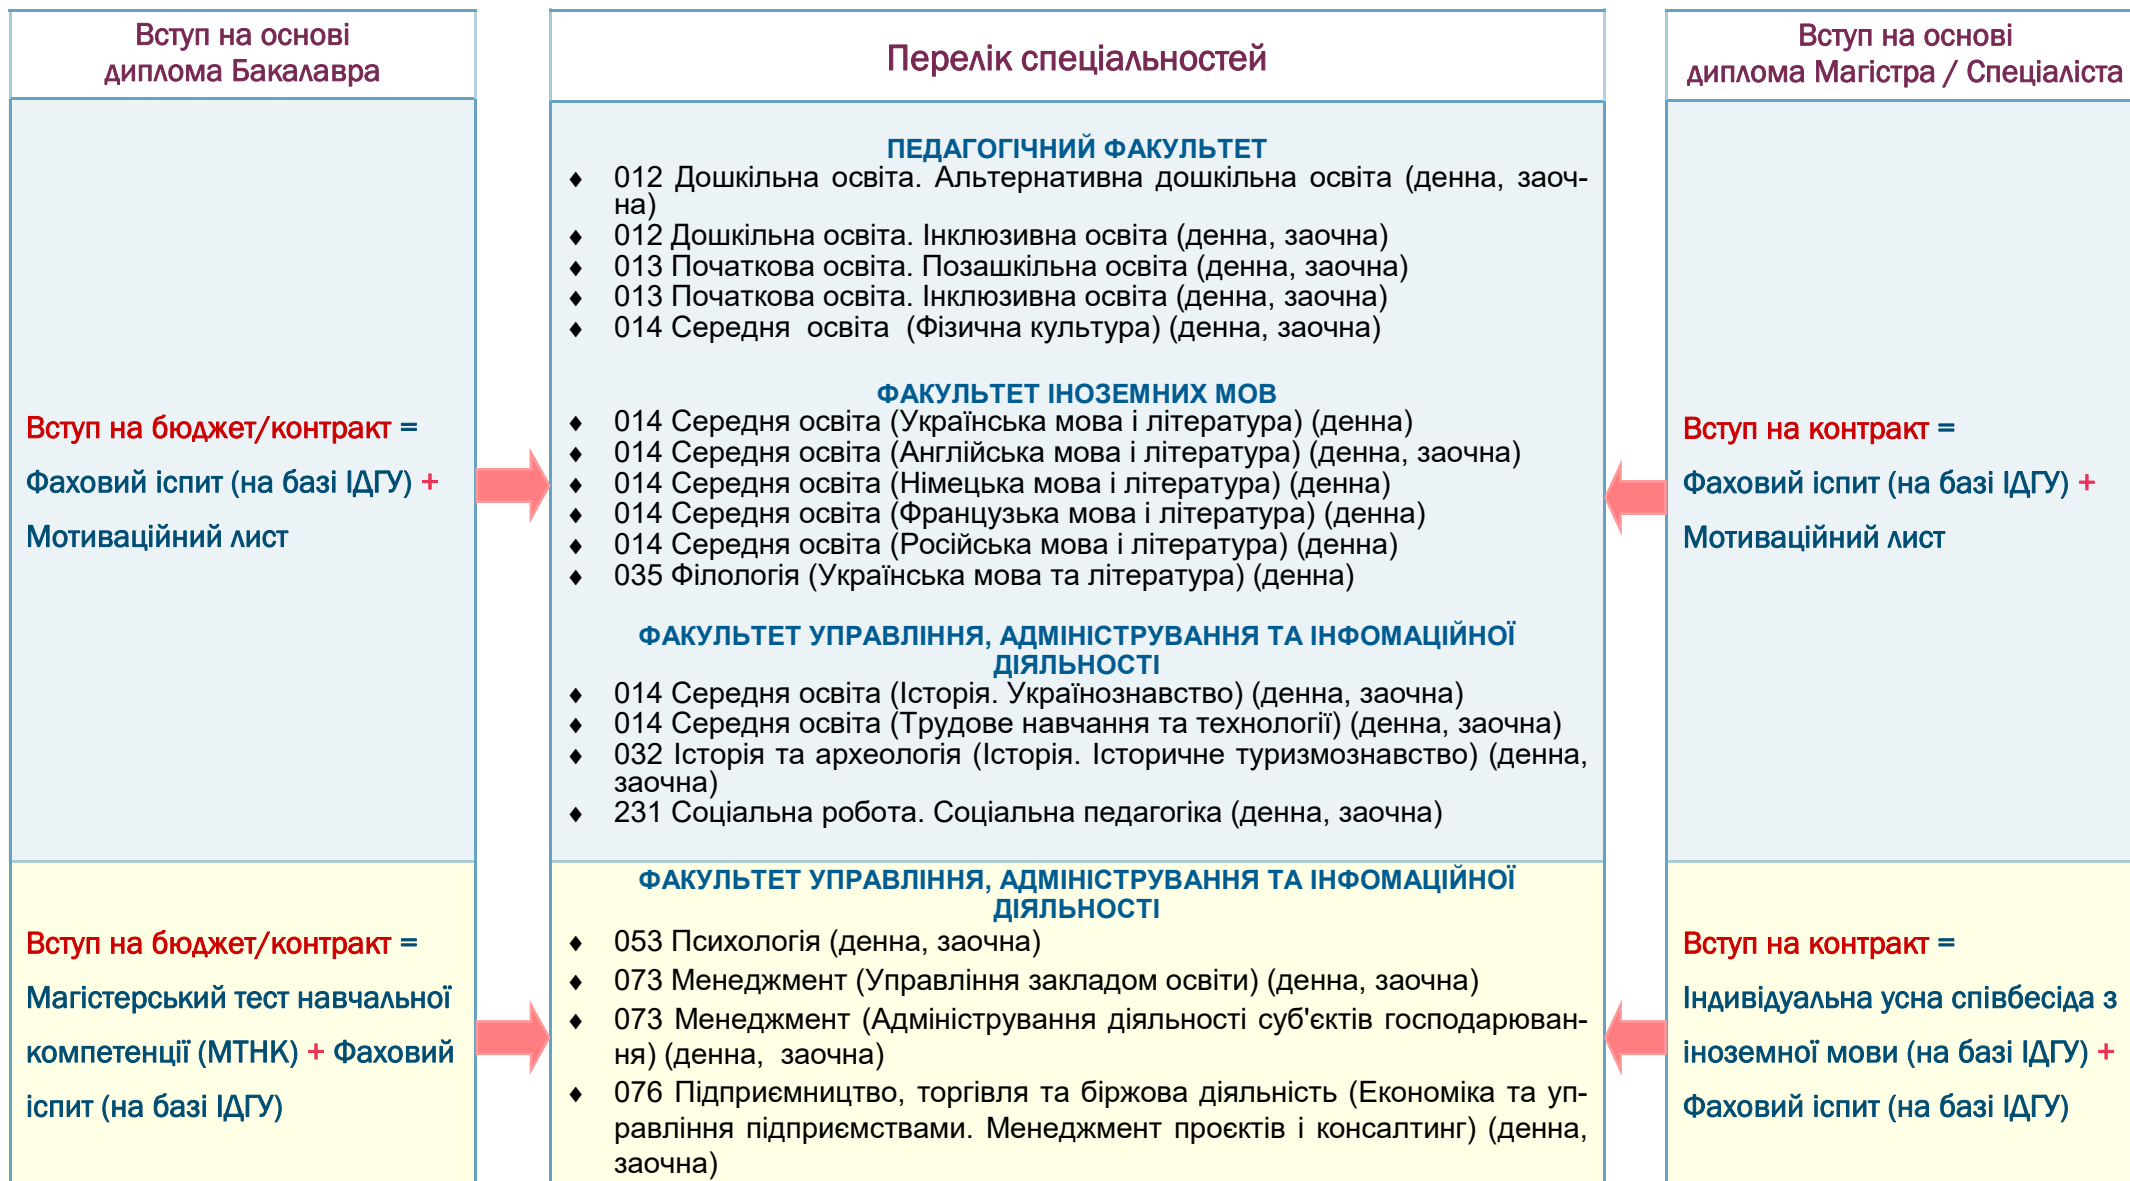 Вступ на основі
диплома Бакалавра
Вступ на бюджет/контракт =
Фаховий іспит (на базі ІДГУ) +
Мотиваційний лист
Вступ на бюджет/контракт =
Магістерський тест навчальної
компетенції (МТНК) + Фаховий
іспит (на базі ІДГУ)
Перелік спеціальностей
ПЕДАГОГІЧНИЙ ФАКУЛЬТЕТ
♦ 012 Дошкільна освіта. Альтернативна дошкільна освіта (денна, заоч-
на)
♦ 012 Дошкільна освіта. Інклюзивна освіта (денна, заочна)
♦ 013 Початкова освіта. Позашкільна освіта (денна, заочна)
♦ 013 Початкова освіта. Інклюзивна освіта (денна, заочна)
♦ 014 Середня освіта (Фізична культура) (денна, заочна)
ФАКУЛЬТЕТ ІНОЗЕМНИХ МОВ
♦ 014 Середня освіта (Українська мова і література) (денна)
♦ 014 Середня освіта (Англійська мова і література) (денна, заочна)
♦ 014 Середня освіта (Німецька мова і література) (денна)
♦ 014 Середня освіта (Французька мова і література) (денна)
♦ 014 Середня освіта (Російська мова і література) (денна)
♦ 035 Філологія (Українська мова та література) (денна)
ФАКУЛЬТЕТ УПРАВЛІННЯ, АДМІНІСТРУВАННЯ ТА ІНФОМАЦІЙНОЇ
ДІЯЛЬНОСТІ
♦ 014 Середня освіта (Історія. Українознавство) (денна, заочна)
♦ 014 Середня освіта (Трудове навчання та технології) (денна, заочна)
♦ 032 Історія та археологія (Історія. Історичне туризмознавство) (денна,
заочна)
♦ 231 Соціальна робота. Соціальна педагогіка (денна, заочна)
ФАКУЛЬТЕТ УПРАВЛІННЯ, АДМІНІСТРУВАННЯ ТА ІНФОМАЦІЙНОЇ
ДІЯЛЬНОСТІ
♦ 053 Психологія (денна, заочна)
♦ 073 Менеджмент (Управління закладом освіти) (денна, заочна)
♦ 073 Менеджмент (Адміністрування діяльності суб'єктів господарюван-
ня) (денна, заочна)
♦ 076 Підприємництво, торгівля та біржова діяльність (Економіка та уп-
равління підприємствами. Менеджмент проєктів і консалтинг) (денна,
заочна)
Вступ на основі
диплома Магістра / Спеціаліста
Вступ на контракт =
Фаховий іспит (на базі ІДГУ) +
Мотиваційний лист
Вступ на контракт =
Індивідуальна усна співбесіда з
іноземної мови (на базі ІДГУ) +
Фаховий іспит (на базі ІДГУ)